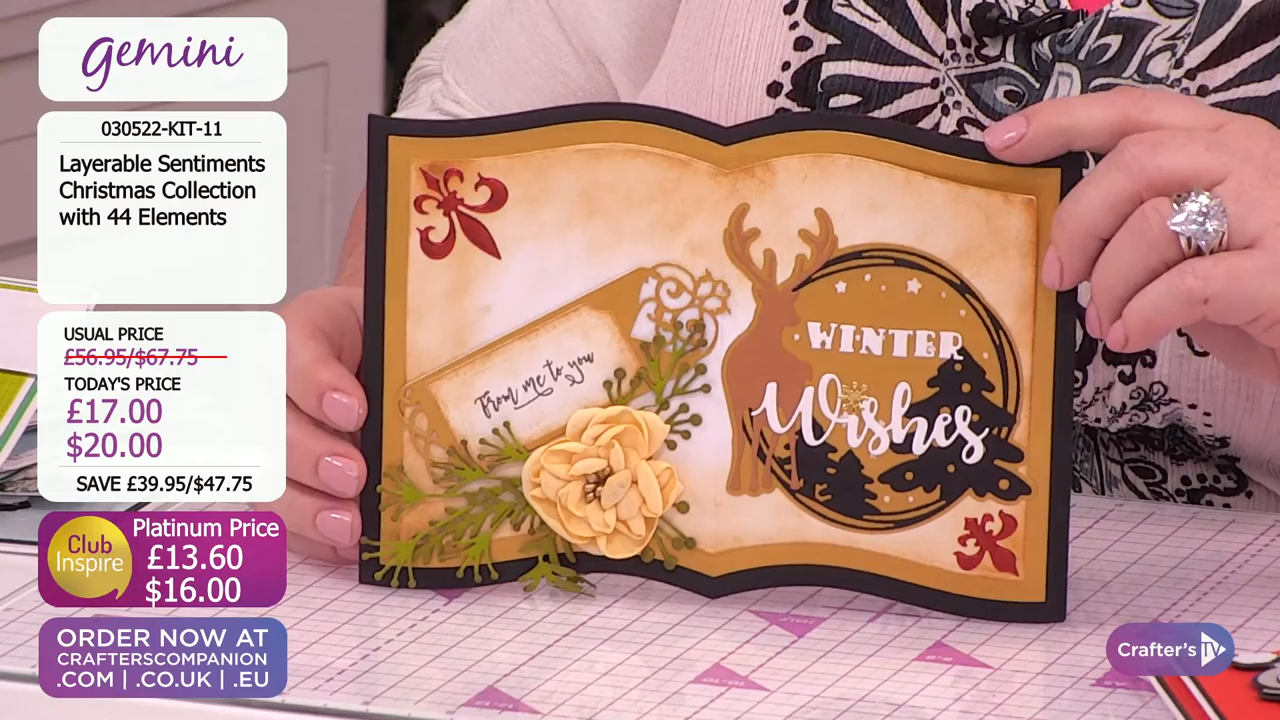 gemini
030522-KIT-11
Layerable Sentiments
Christmas Collection
with 44 Elements
USUAL PRICE
£56.95/$67.75
TODAY'S PRICE
£17.00
$20.00
SAVE £39.95/$47.75
Club
Inspire
Platinum Price
£13.60
$16.00
ORDER NOW AT
CRAFTERSCOMPANION
.COM | .CO.UK | .EU
From me to you
WINTER
Wishes
HALF
Crafter's TV